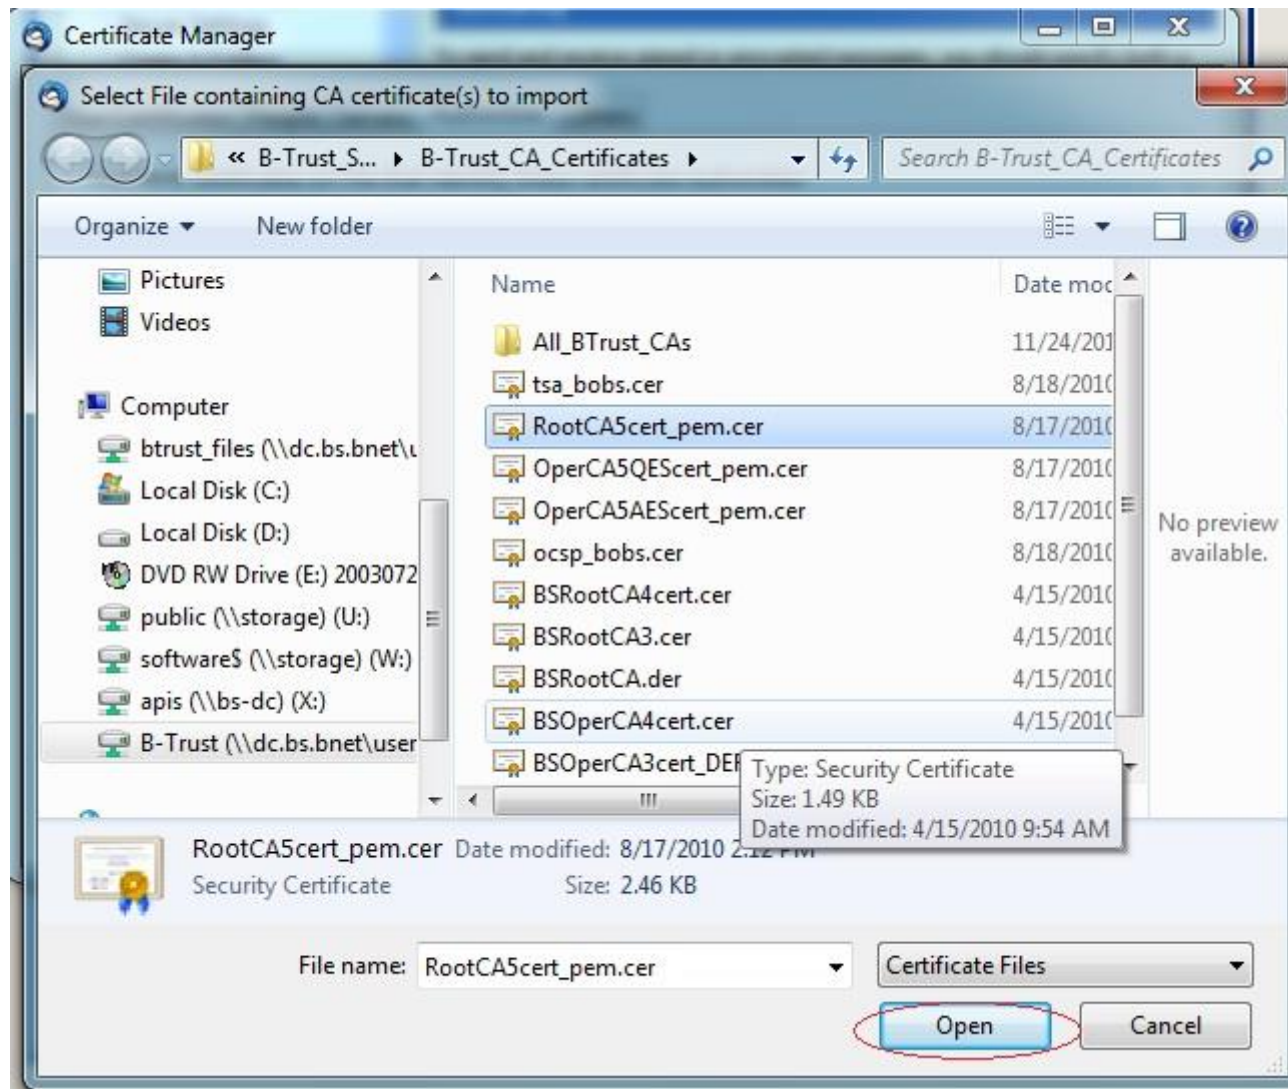 Certificate Manager
Select File containing CA certificate(s) to import
« B-Trust_S... B-Trust_CA_Certificates
Search B-Trust_CA_Certificates
Organize New folder
Pictures
Videos
Computer
btrust_files (\\dc.bs.bnet\u
Local Disk (C:)
Local Disk (D:)
DVD RW Drive (E:) 2003072
public (\\storage) (U:)
software$ (\\storage) (W:)
apis (\\bs-dc) (X:)
B-Trust (\\dc.bs.bnet\user
Name Date mod
All_BTrust_CAs 11/24/201
tsa_bobs.cer 8/18/2010
RootCA5cert_pem.cer 8/17/2010
OperCA5QEScert_pem.cer 8/17/2010
OperCA5AEScert_pem.cer 8/17/2010
ocsp_bobs.cer 8/18/2010
BSRootCA4cert.cer 4/15/2010
BSRootCA3.cer 4/15/2010
BSRootCA.der 4/15/2010
BSOperCA4cert.cer 4/15/2010
BSOperCA3cert_DER
Type: Security Certificate
Size: 1.49 KB
Date modified: 4/15/2010 9:54 AM
No preview
available.
RootCA5cert_pem.cer Date modified: 8/17/2010 2:12 PM
Security Certificate Size: 2.46 KB
File name: RootCA5cert_pem.cer Certificate Files
Open Cancel